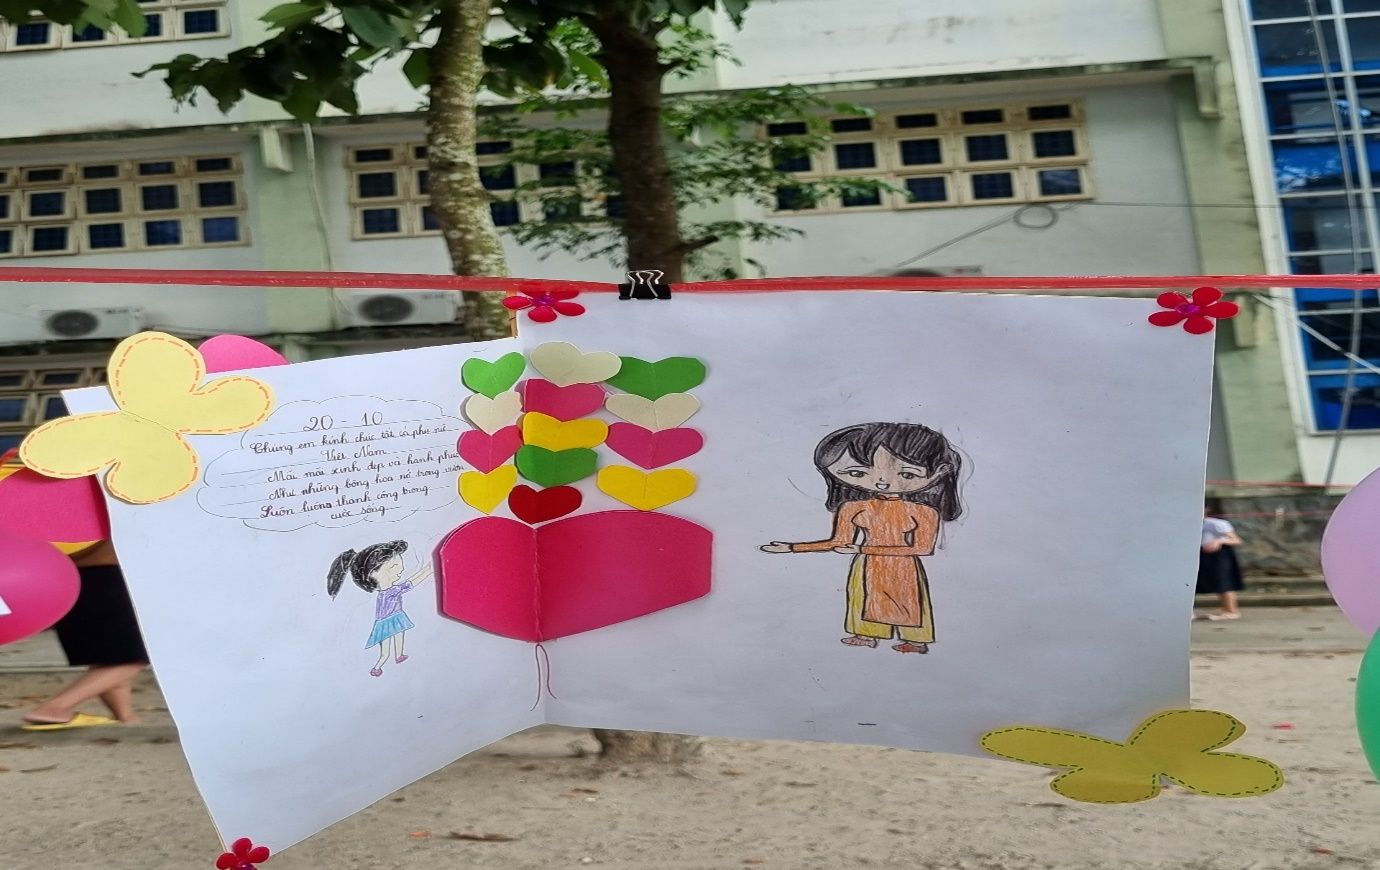 20 - 10
Chúng em kính chúc tất cả phụ nữ
Việt Nam
Mãi mãi xinh đẹp và hạnh phúc
Như những bông hoa nở trong vườn
Luôn luôn thành công trong
cuộc sống